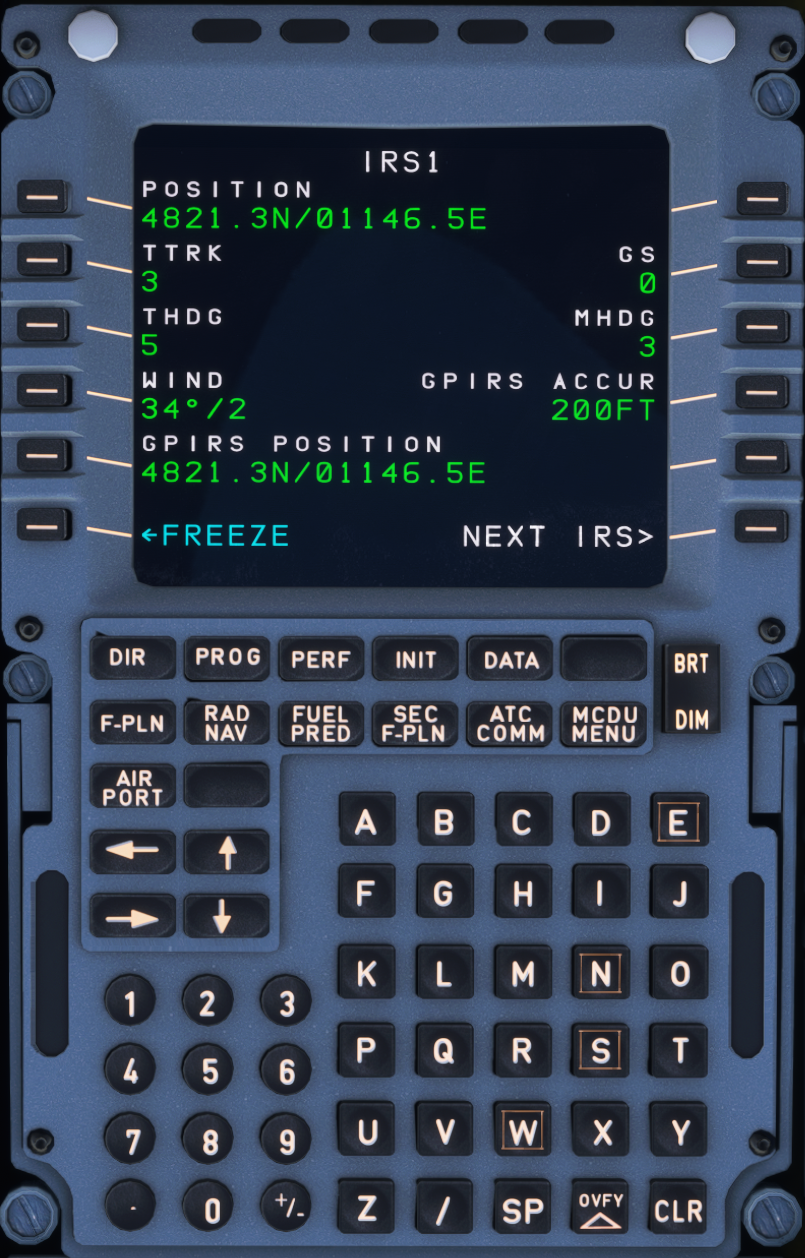 IRS1
POSITION
4821.3N/01146.5E
TTRK GS
3 0
THDG MHDG
5 3
WIND GPIRS ACCUR
34°/2 200FT
GPIRS POSITION
4821.3N/01146.5E
←FREEZE NEXT IRS>
DIR PROG PERF INIT DATA BRT
F-PLN RAD NAV FUEL PRED SEC F-PLN ATC COMM MCDU MENU DIM
AIR PORT
← ↑
→ ↓
A B C D E
F G H I J
K L M N O
1 2 3
P Q R S T
4 5 6
U V W X Y
7 8 9
Z / SP OVFY CLR
. 0 +/-